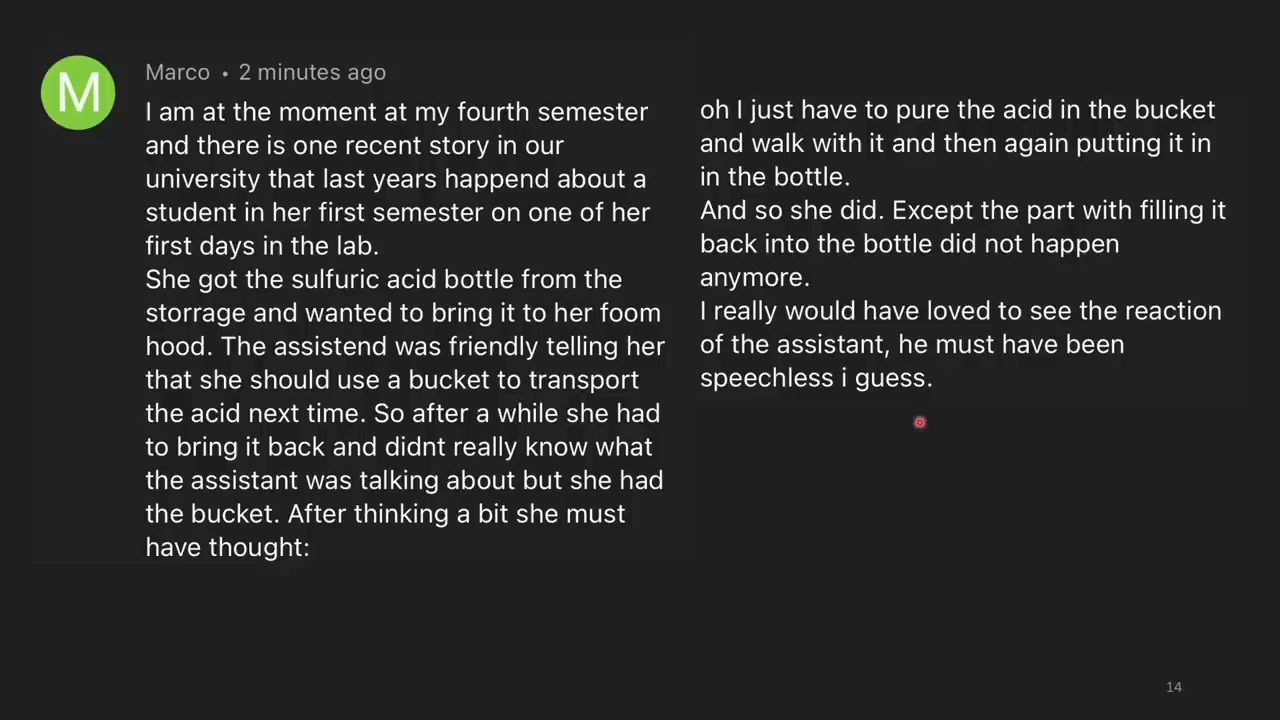 M
Marco • 2 minutes ago
I am at the moment at my fourth semester
and there is one recent story in our
university that last years happend about a
student in her first semester on one of her
first days in the lab.
She got the sulfuric acid bottle from the
storrage and wanted to bring it to her foom
hood. The assistend was friendly telling her
that she should use a bucket to transport
the acid next time. So after a while she had
to bring it back and didnt really know what
the assistant was talking about but she had
the bucket. After thinking a bit she must
have thought:
oh I just have to pure the acid in the bucket
and walk with it and then again putting it in
in the bottle.
And so she did. Except the part with filling it
back into the bottle did not happen
anymore.
I really would have loved to see the reaction
of the assistant, he must have been
speechless i guess.
14